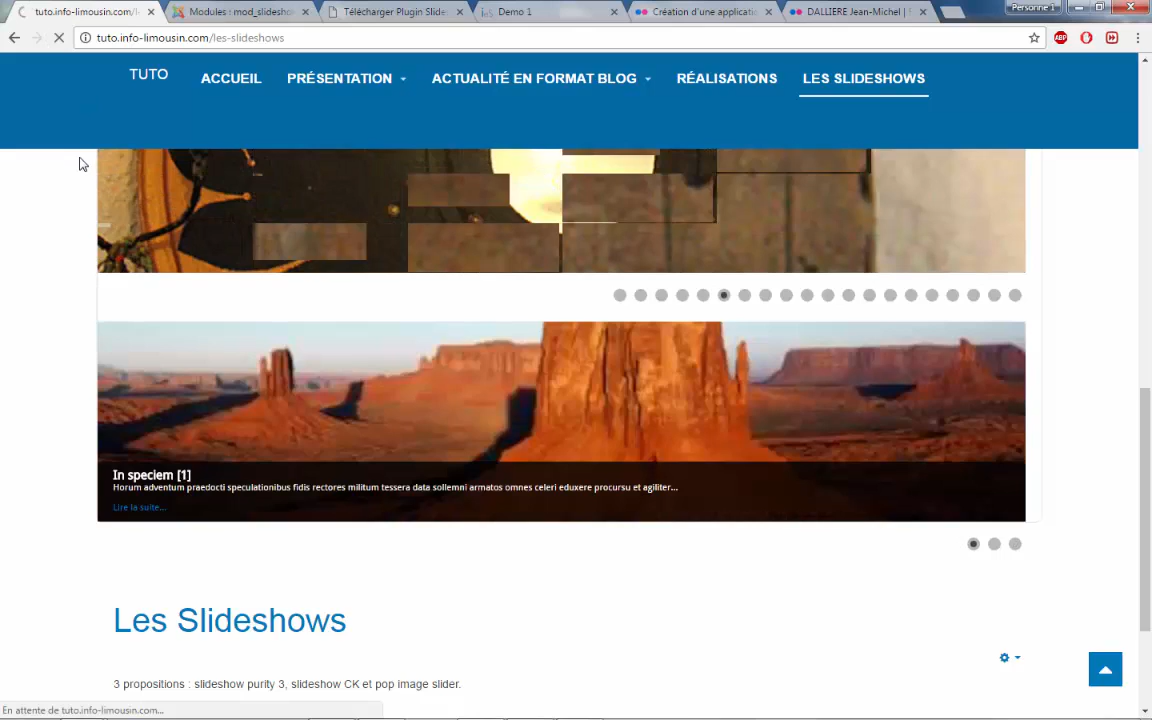 tuto.info-limousin.com/l
Modules : mod_slidesho
Télécharger Plugin Slide
Demo 1
Création d'une applicatio
DALLIERE Jean-Michel |
Personne 1
tuto.info-limousin.com/les-slideshows
ABP
TUTO
ACCUEIL
PRÉSENTATION
ACTUALITÉ EN FORMAT BLOG
RÉALISATIONS
LES SLIDESHOWS
In speciem [1]
Horum adventum praedocti speculationibus fidis rectores militum tessera data sollemni armatos omnes celeri eduxere procursu et agiliter...
Lire la suite...
Les Slideshows
3 propositions : slideshow purity 3, slideshow CK et pop image slider.
En attente de tuto.info-limousin.com...